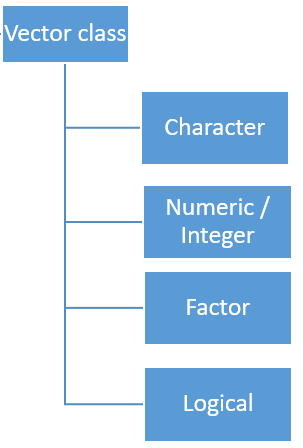 Vector class
Character
Numeric /
Integer
Factor
Logical